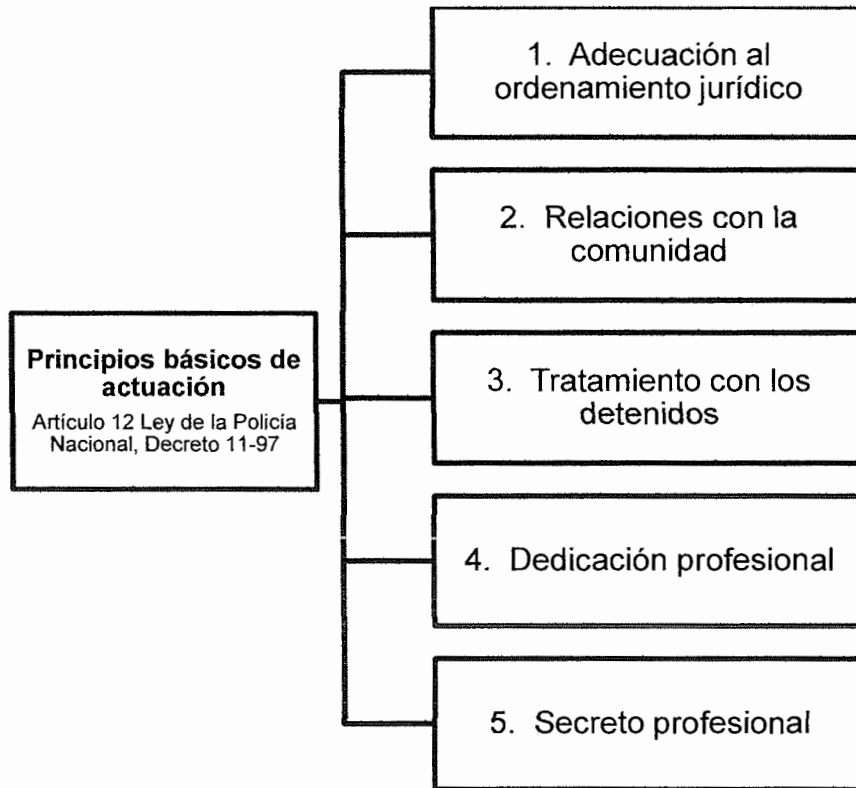 Principios básicos de
actuación
Artículo 12 Ley de la Policía
Nacional, Decreto 11-97
1. Adecuación al
ordenamiento jurídico
2. Relaciones con la
comunidad
3. Tratamiento con los
detenidos
4. Dedicación profesional
5. Secreto profesional